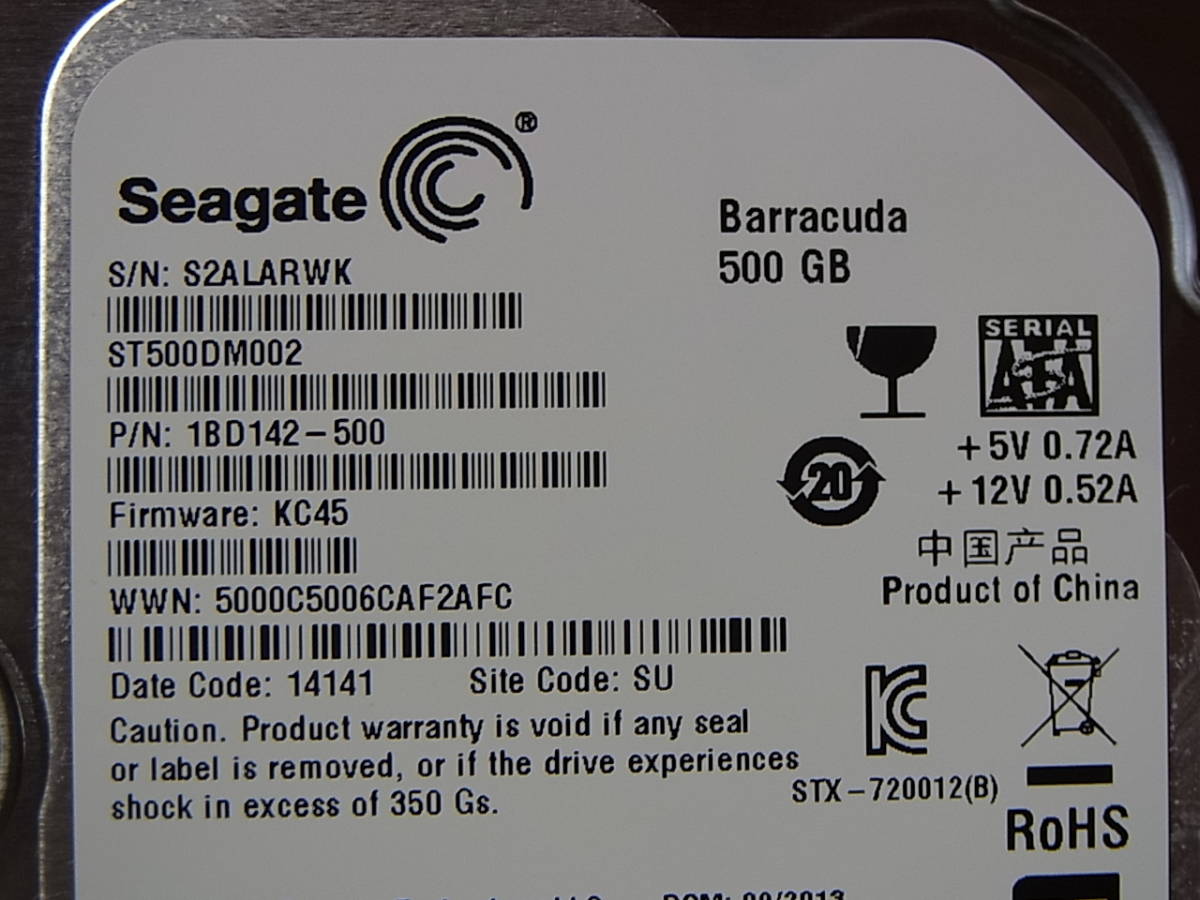 Seagate®
Barracuda
500 GB
S/N: S2ALARWK
ST500DM002
P/N: 1BD142-500
Firmware: KC45
WWN: 5000C5006CAF2AFC
Date Code: 14141 Site Code: SU
Caution. Product warranty is void if any seal
or label is removed, or if the drive experiences
shock in excess of 350 Gs.
SERIAL
ATA
+5V 0.72A
+12V 0.52A
20
中国产品
Product of China
STX-720012(B)
RoHS